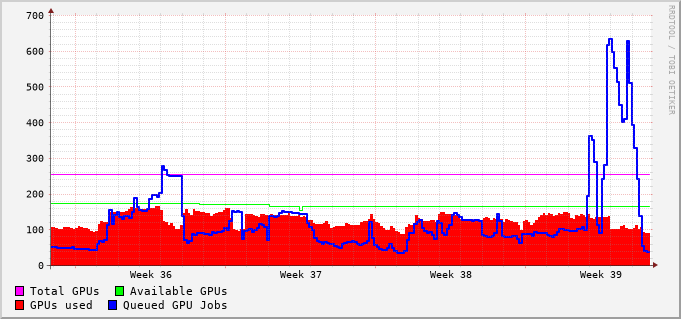 700
600
500
400
300
200
100
0
Week 36 Week 37 Week 38 Week 39
Total GPUs Available GPUs
GPUs used Queued GPU Jobs
RRDTOOL / TOBI OETIKER